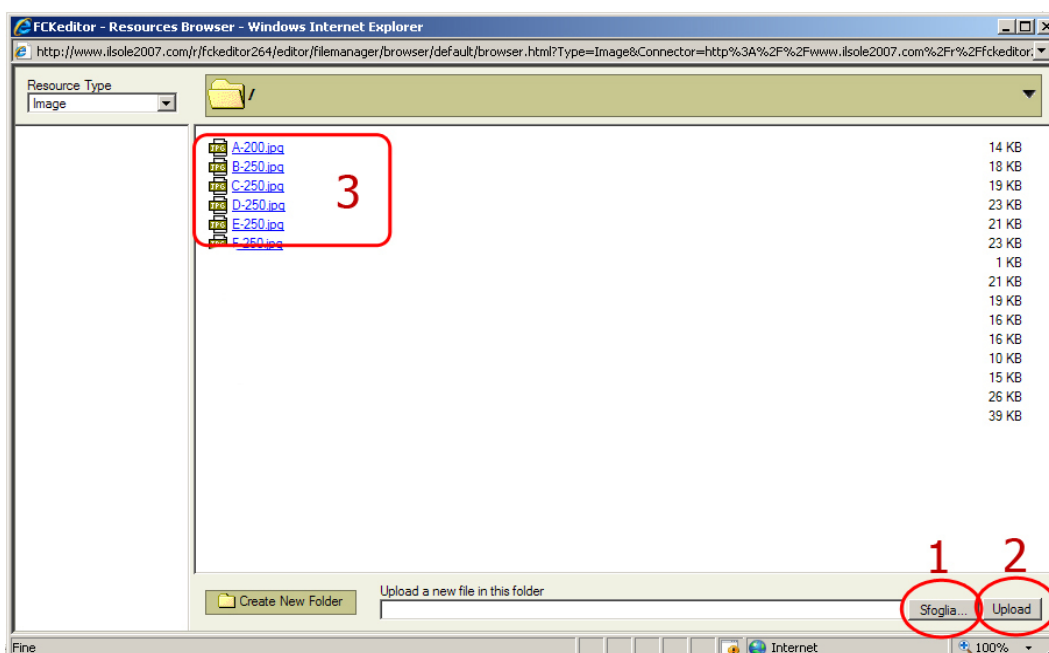 FCKeditor - Resources Browser - Windows Internet Explorer
http://www.ilsole2007.com/r/fckeditor264/editor/filemanager/browser/default/browser.html?Type=Image&Connector=http%3A%2F%2Fwww.ilsole2007.com%2Fr%2Ffckeditor:
Resource Type
Image
/
A-200.jpg 14 KB
B-250.jpg 18 KB
C-250.jpg 19 KB
D-250.jpg 23 KB
E-250.jpg 21 KB
F-250.jpg 23 KB
3
1 KB
21 KB
19 KB
16 KB
16 KB
10 KB
15 KB
26 KB
39 KB
1 2
Create New Folder
Upload a new file in this folder
Sfoglia... Upload
Fine Internet 100%